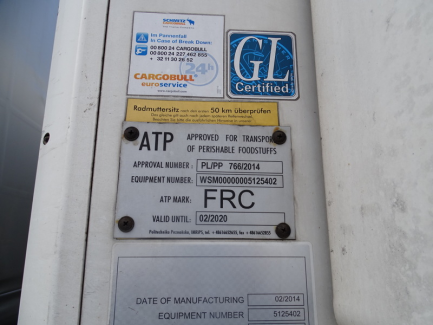 SCHMITZ
CARGOBULL
Im Pannenfall
In Case of Break Down:
00 800 24 CARGOBULL
00 800 24 227 462 855
+ 32 11 30 26 52
24h
CARGOBULL
euroservice
GL
Certified
Radmuttersitz nach den ersten 50 km überprüfen
ATP APPROVED FOR TRANSPORT
OF PERISHABLE FOODSTUFFS
APPROVAL NUMBER: PL/PP 766/2014
EQUIPMENT NUMBER: WSM00000005125402
ATP MARK: FRC
VALID UNTIL: 02/2020
DATE OF MANUFACTURING 02/2014
EQUIPMENT NUMBER 5125402